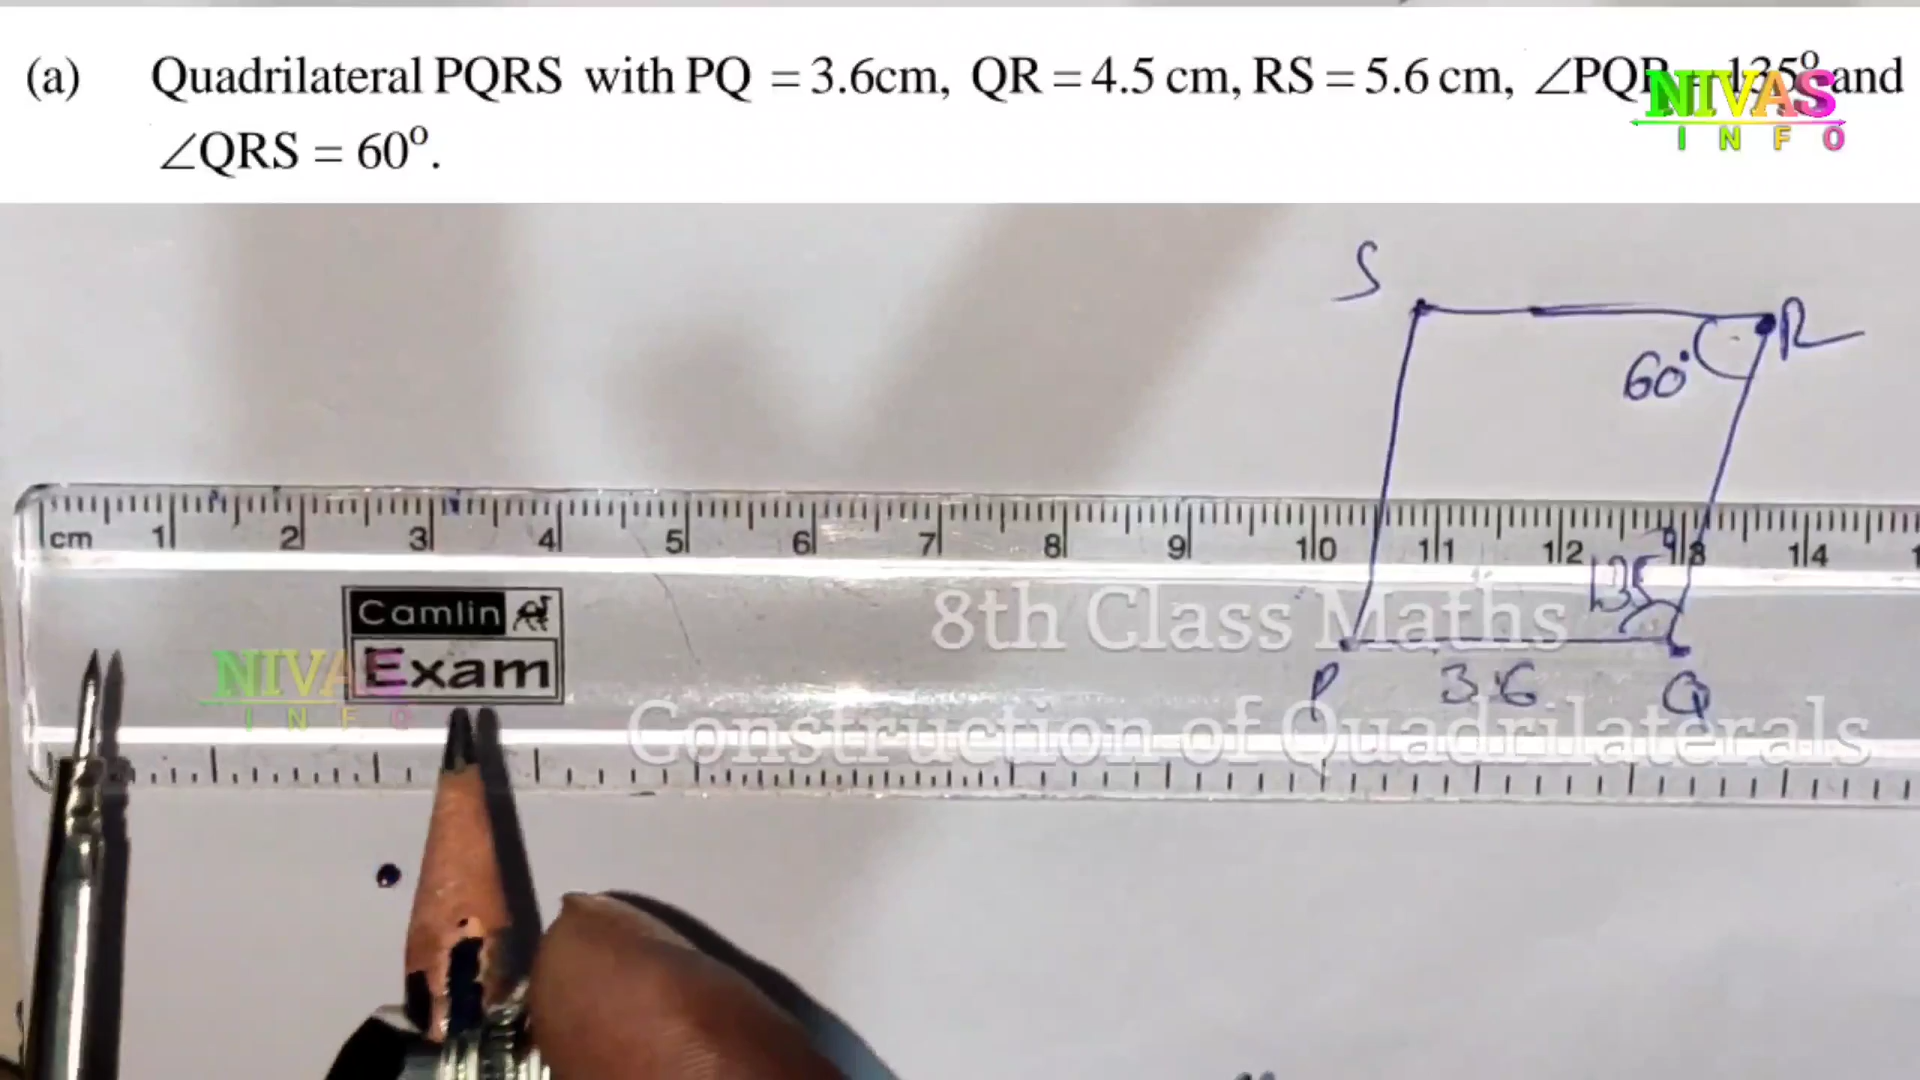 (a) Quadrilateral PQRS with PQ = 3.6cm, QR = 4.5 cm, RS = 5.6 cm, ∠PQR = 135° and
∠QRS = 60°.
NIVAS
INFO
S
R
60°
cm 1 2 3 4 5 6 7 8 9 10 11 12 13 14
135°
Camlin
Exam
8th Class Maths
NIVAS
INFO
P 3.6 Q
Construction of Quadrilaterals